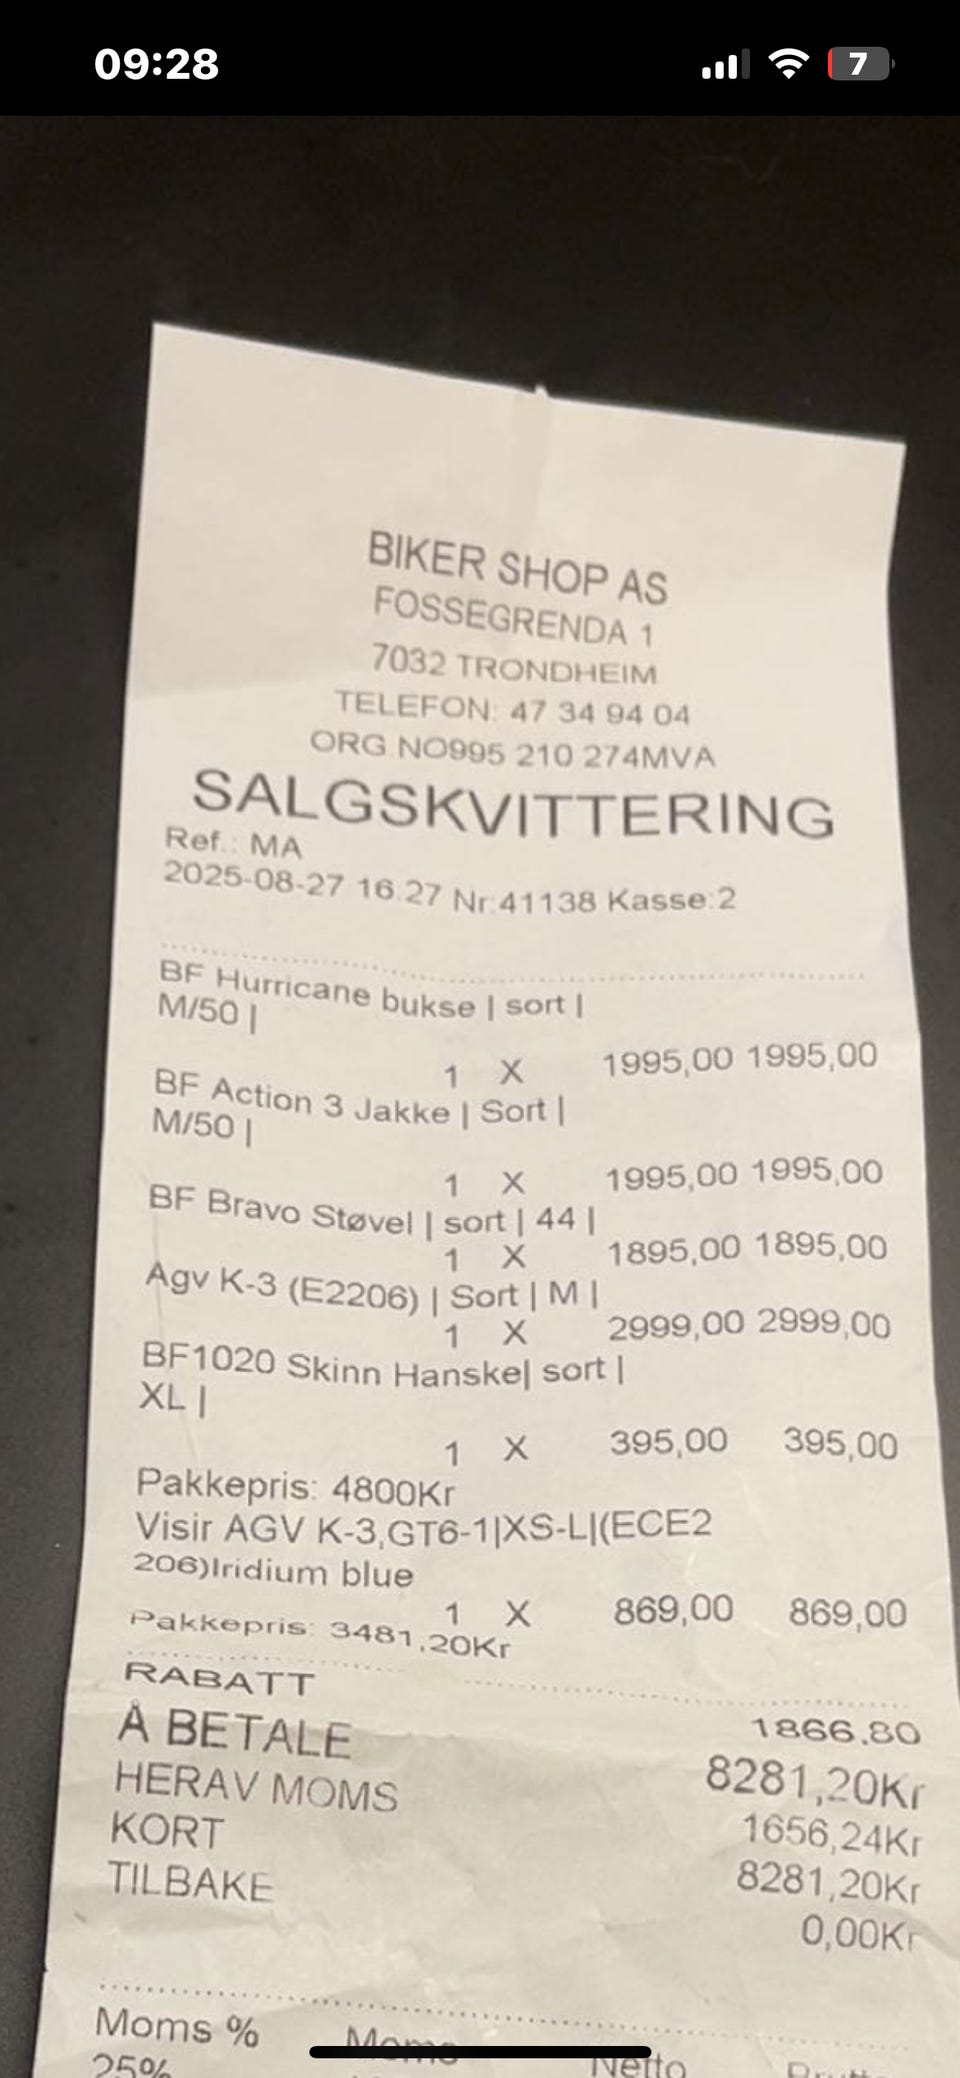 09:28
7
BIKER SHOP AS
FOSSEGRENDA 1
7032 TRONDHEIM
TELEFON: 47 34 94 04
ORG.NO995 210 274MVA
SALGSKVITTERING
Ref.: MA
2025-08-27 16.27 Nr:41138 Kasse:2
BF Hurricane bukse | sort |
M/50 |
1 X 1995,00 1995,00
BF Action 3 Jakke | Sort |
M/50 |
1 X 1995,00 1995,00
BF Bravo Støvel | sort | 44 |
1 X 1895,00 1895,00
Agv K-3 (E2206) | Sort | M |
1 X 2999,00 2999,00
BF1020 Skinn Hanske| sort |
XL |
1 X 395,00 395,00
Pakkepris: 4800Kr
Visir AGV K-3,GT6-1|XS-L|(ECE2
206)Iridium blue
1 X 869,00 869,00
Pakkepris: 3481,20Kr
RABATT 1866.80
Å BETALE 8281,20Kr
HERAV MOMS 1656,24Kr
KORT 8281,20Kr
TILBAKE 0,00Kr
Moms % Moms Netto
25%